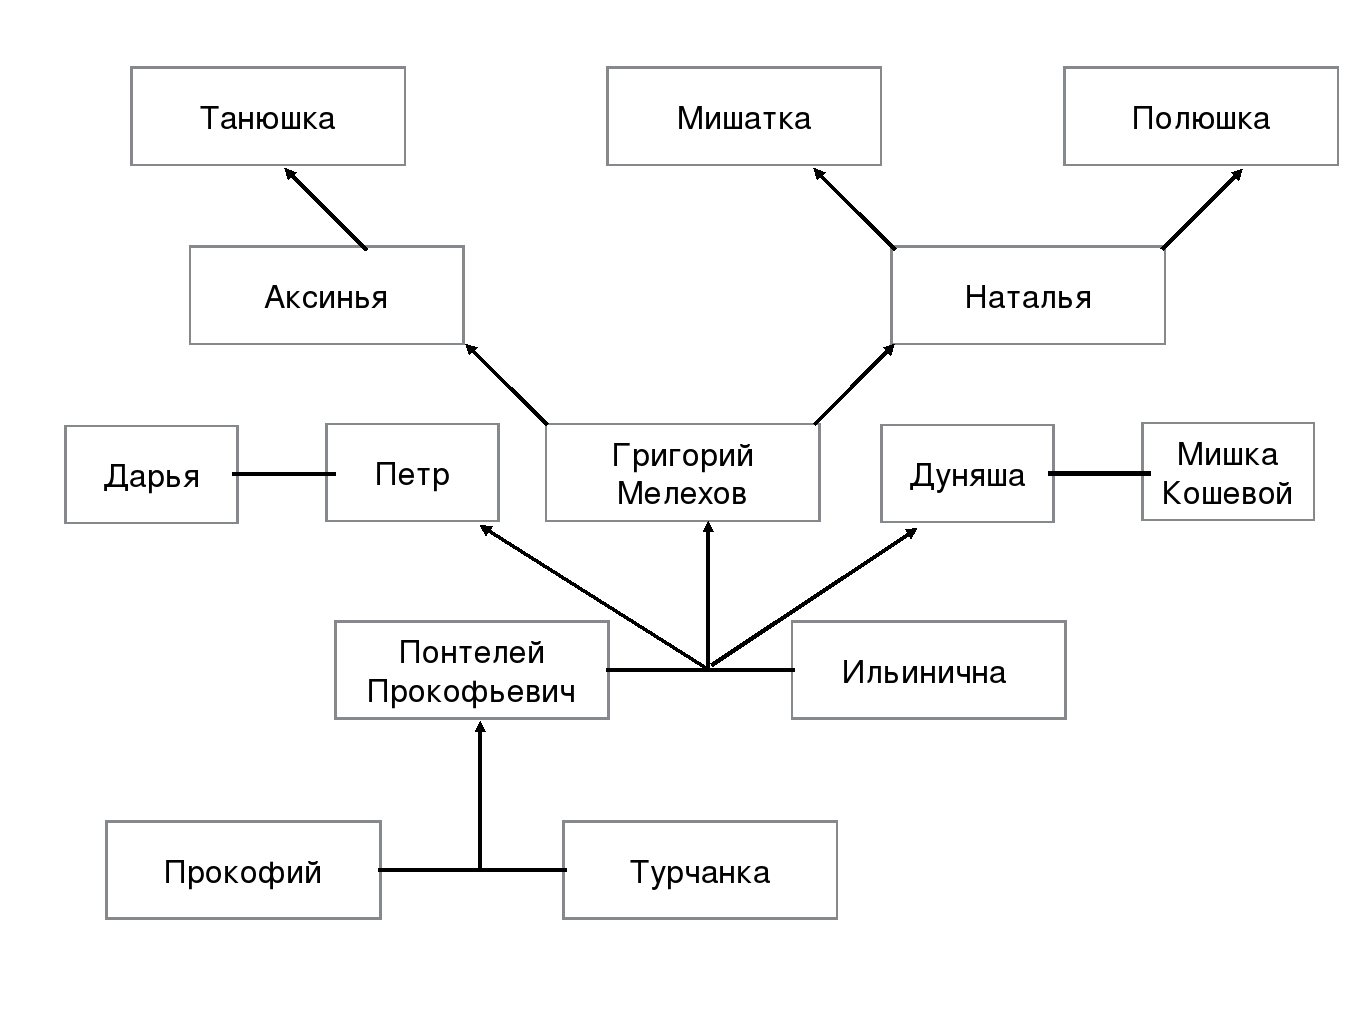 Танюшка
Мишатка
Полюшка
Аксинья
Наталья
Дарья
Петр
Григорий
Мелехов
Дуняша
Мишка
Кошевой
Понтелей
Прокофьевич
Ильинична
Прокофий
Турчанка